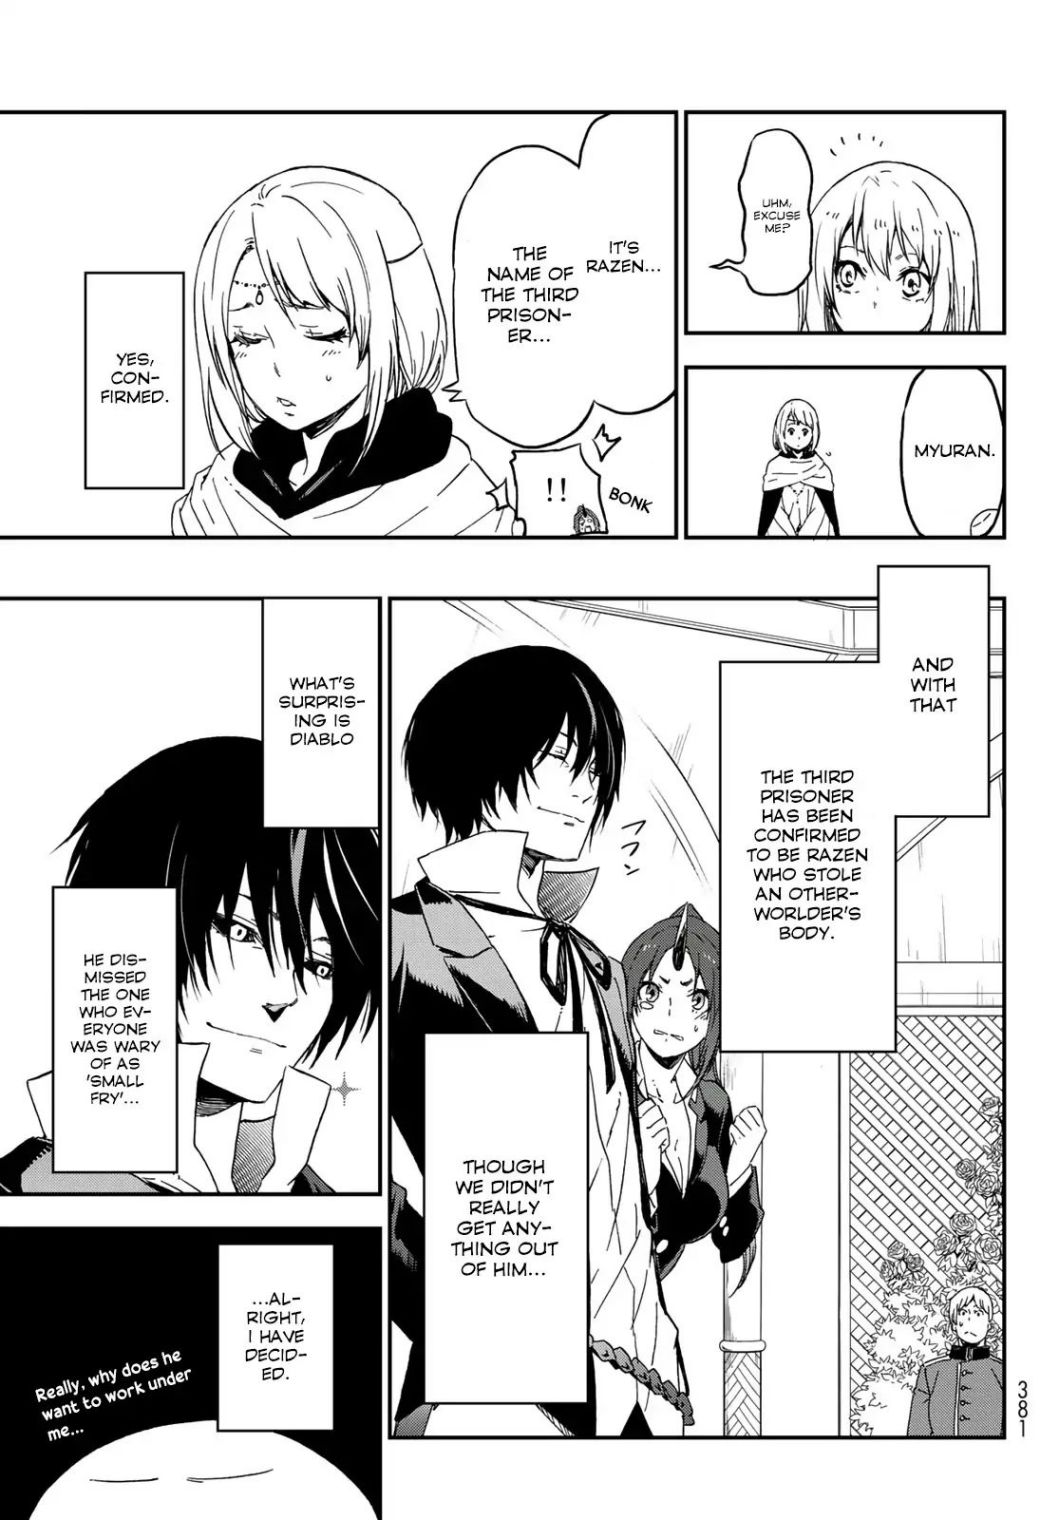 UHM,
EXCUSE
ME?
MYURAN.
IT'S
RAZEN...
THE
NAME OF
THE THIRD
PRISON-
ER...
!!
BONK
YES,
CON-
FIRMED.
AND
WITH
THAT
THE THIRD
PRISONER
HAS BEEN
CONFIRMED
TO BE RAZEN
WHO STOLE
AN OTHER-
WORLDER'S
BODY.
フン
THOUGH
WE DIDN'T
REALLY
GET ANY-
THING OUT
OF HIM...
WHAT'S
SURPRIS-
ING IS
DIABLO
HE DIS-
MISSED
THE ONE
WHO EV-
ERYONE
WAS WARY
OF AS
'SMALL
FRY'...
...AL-
RIGHT,
I HAVE
DECID-
ED.
Really, why does he
want to work under
me...
381